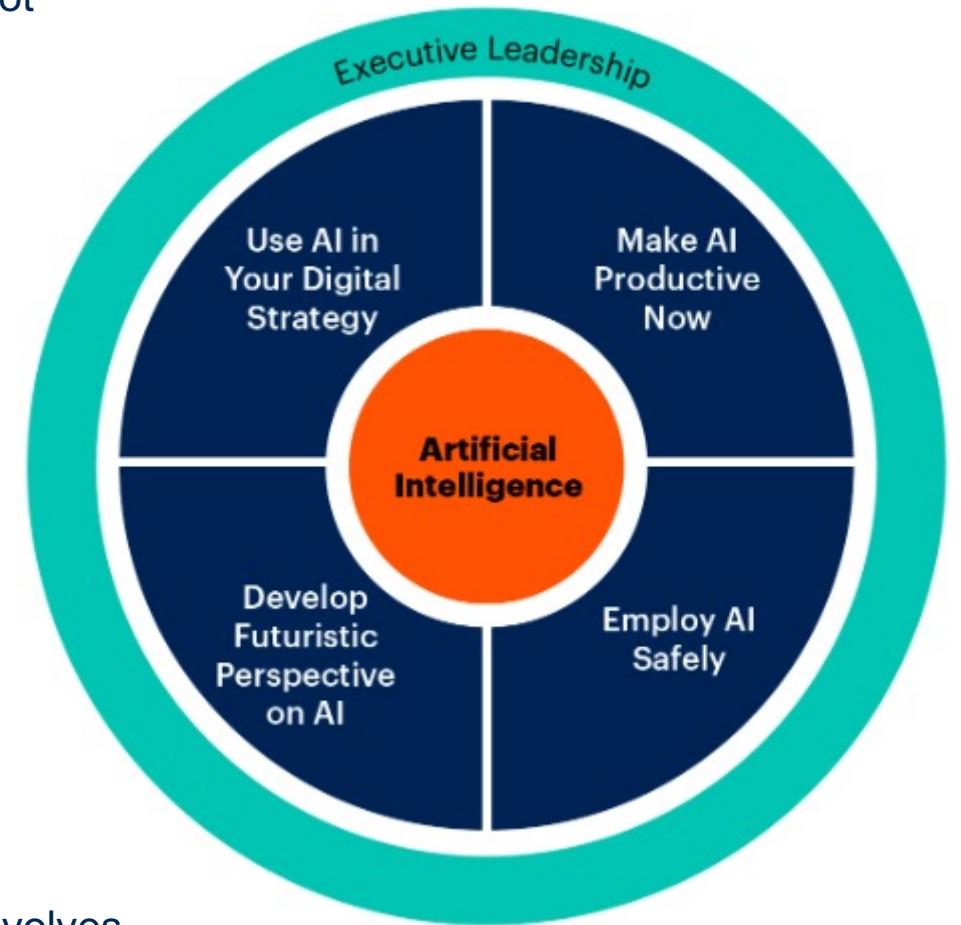 Executive Leadership
Use AI in
Your Digital
Strategy
Make AI
Productive
Now
Artificial
Intelligence
Develop
Futuristic
Perspective
on AI
Employ AI
Safely